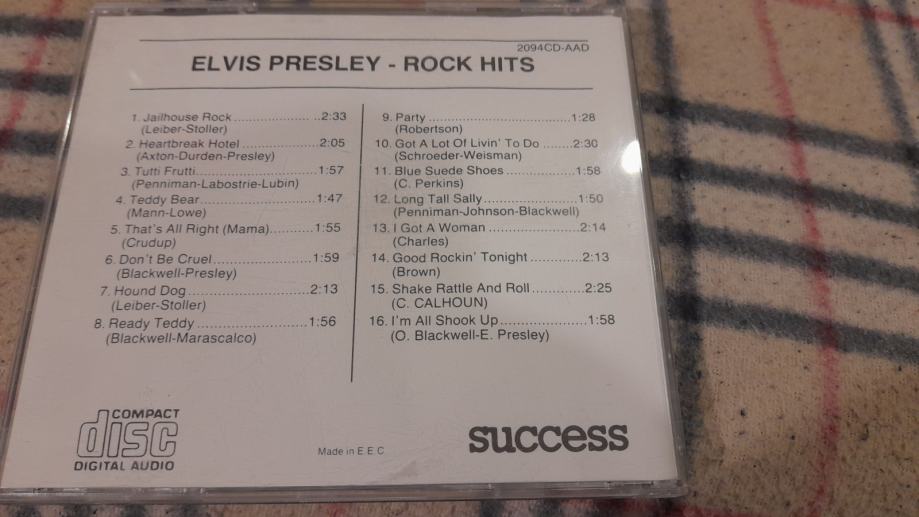 2094CD-AAD
ELVIS PRESLEY - ROCK HITS
1. Jailhouse Rock....................2:33
(Leiber-Stoller)
2. Heartbreak Hotel....................2:05
(Axton-Durden-Presley)
3. Tutti Frutti....................1:57
(Penniman-Labostrie-Lubin)
4. Teddy Bear....................1:47
(Mann-Lowe)
5. That's All Right (Mama)...........1:55
(Crudup)
6. Don't Be Cruel....................1:59
(Blackwell-Presley)
7. Hound Dog....................2:13
(Leiber-Stoller)
8. Ready Teddy....................1:56
(Blackwell-Marascalco)
9. Party....................1:28
(Robertson)
10. Got A Lot Of Livin' To Do......2:30
(Schroeder-Weisman)
11. Blue Suede Shoes..............1:58
(C. Perkins)
12. Long Tall Sally....................1:50
(Penniman-Johnson-Blackwell)
13. I Got A Woman....................2:14
(Charles)
14. Good Rockin' Tonight............2:13
(Brown)
15. Shake Rattle And Roll...........2:25
(C. CALHOUN)
16. I'm All Shook Up..................1:58
(O. Blackwell-E. Presley)
COMPACT
disc
DIGITAL AUDIO
Made in E.E.C.
success